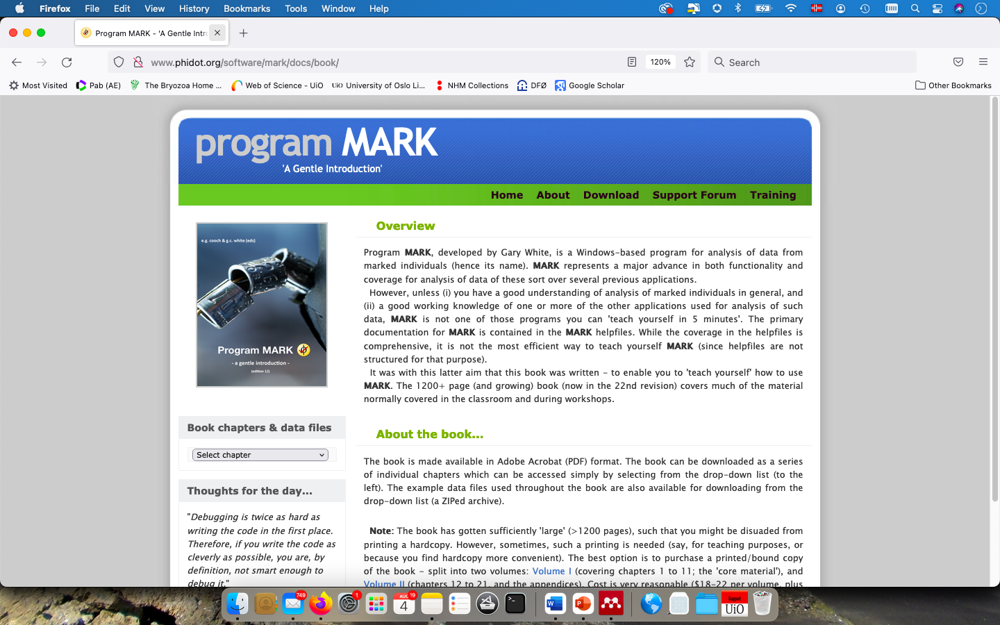 Firefox File Edit View History Bookmarks Tools Window Help
Program MARK - 'A Gentle Intr
www.phidot.org/software/mark/docs/book/ 120% Search
Most Visited Pab (AE) The Bryozoa Home ... Web of Science - UiO UiO University of Oslo Li... NHM Collections DFØ Google Scholar Other Bookmarks
program MARK
'A Gentle Introduction'
Home About Download Support Forum Training
e.g. cooch & g.c. white (eds)
Program MARK
- a gentle introduction -
(edition 12)
Book chapters & data files
Select chapter
Thoughts for the day...
"Debugging is twice as hard as
writing the code in the first place.
Therefore, if you write the code as
cleverly as possible, you are, by
definition, not smart enough to
debug it."
Overview
Program MARK, developed by Gary White, is a Windows-based program for analysis of data from
marked individuals (hence its name). MARK represents a major advance in both functionality and
coverage for analysis of data of these sort over several previous applications.
However, unless (i) you have a good understanding of analysis of marked individuals in general, and
(ii) a good working knowledge of one or more of the other applications used for analysis of such
data, MARK is not one of those programs you can 'teach yourself in 5 minutes'. The primary
documentation for MARK is contained in the MARK helpfiles. While the coverage in the helpfiles is
comprehensive, it is not the most efficient way to teach yourself MARK (since helpfiles are not
structured for that purpose).
It was with this latter aim that this book was written - to enable you to 'teach yourself' how to use
MARK. The 1200+ page (and growing) book (now in the 22nd revision) covers much of the material
normally covered in the classroom and during workshops.
About the book...
The book is made available in Adobe Acrobat (PDF) format. The book can be downloaded as a series
of individual chapters which can be accessed simply by selecting from the drop-down list (to the
left). The example data files used throughout the book are also available for downloading from the
drop-down list (a ZIPed archive).
Note: The book has gotten sufficiently 'large' (>1200 pages), such that you might be disuaded from
printing a hardcopy. However, sometimes, such a printing is needed (say, for teaching purposes, or
because you find hardcopy more convenient). The best option is to purchase a printed/bound copy
of the book - split into two volumes: Volume I (covering chapters 1 to 11; the 'core material'), and
Volume II (chapters 12 to 21, and the appendices). Cost is very reasonable ($18-22 per volume, plus
749 1 AUG 19 4 W P Support UiO